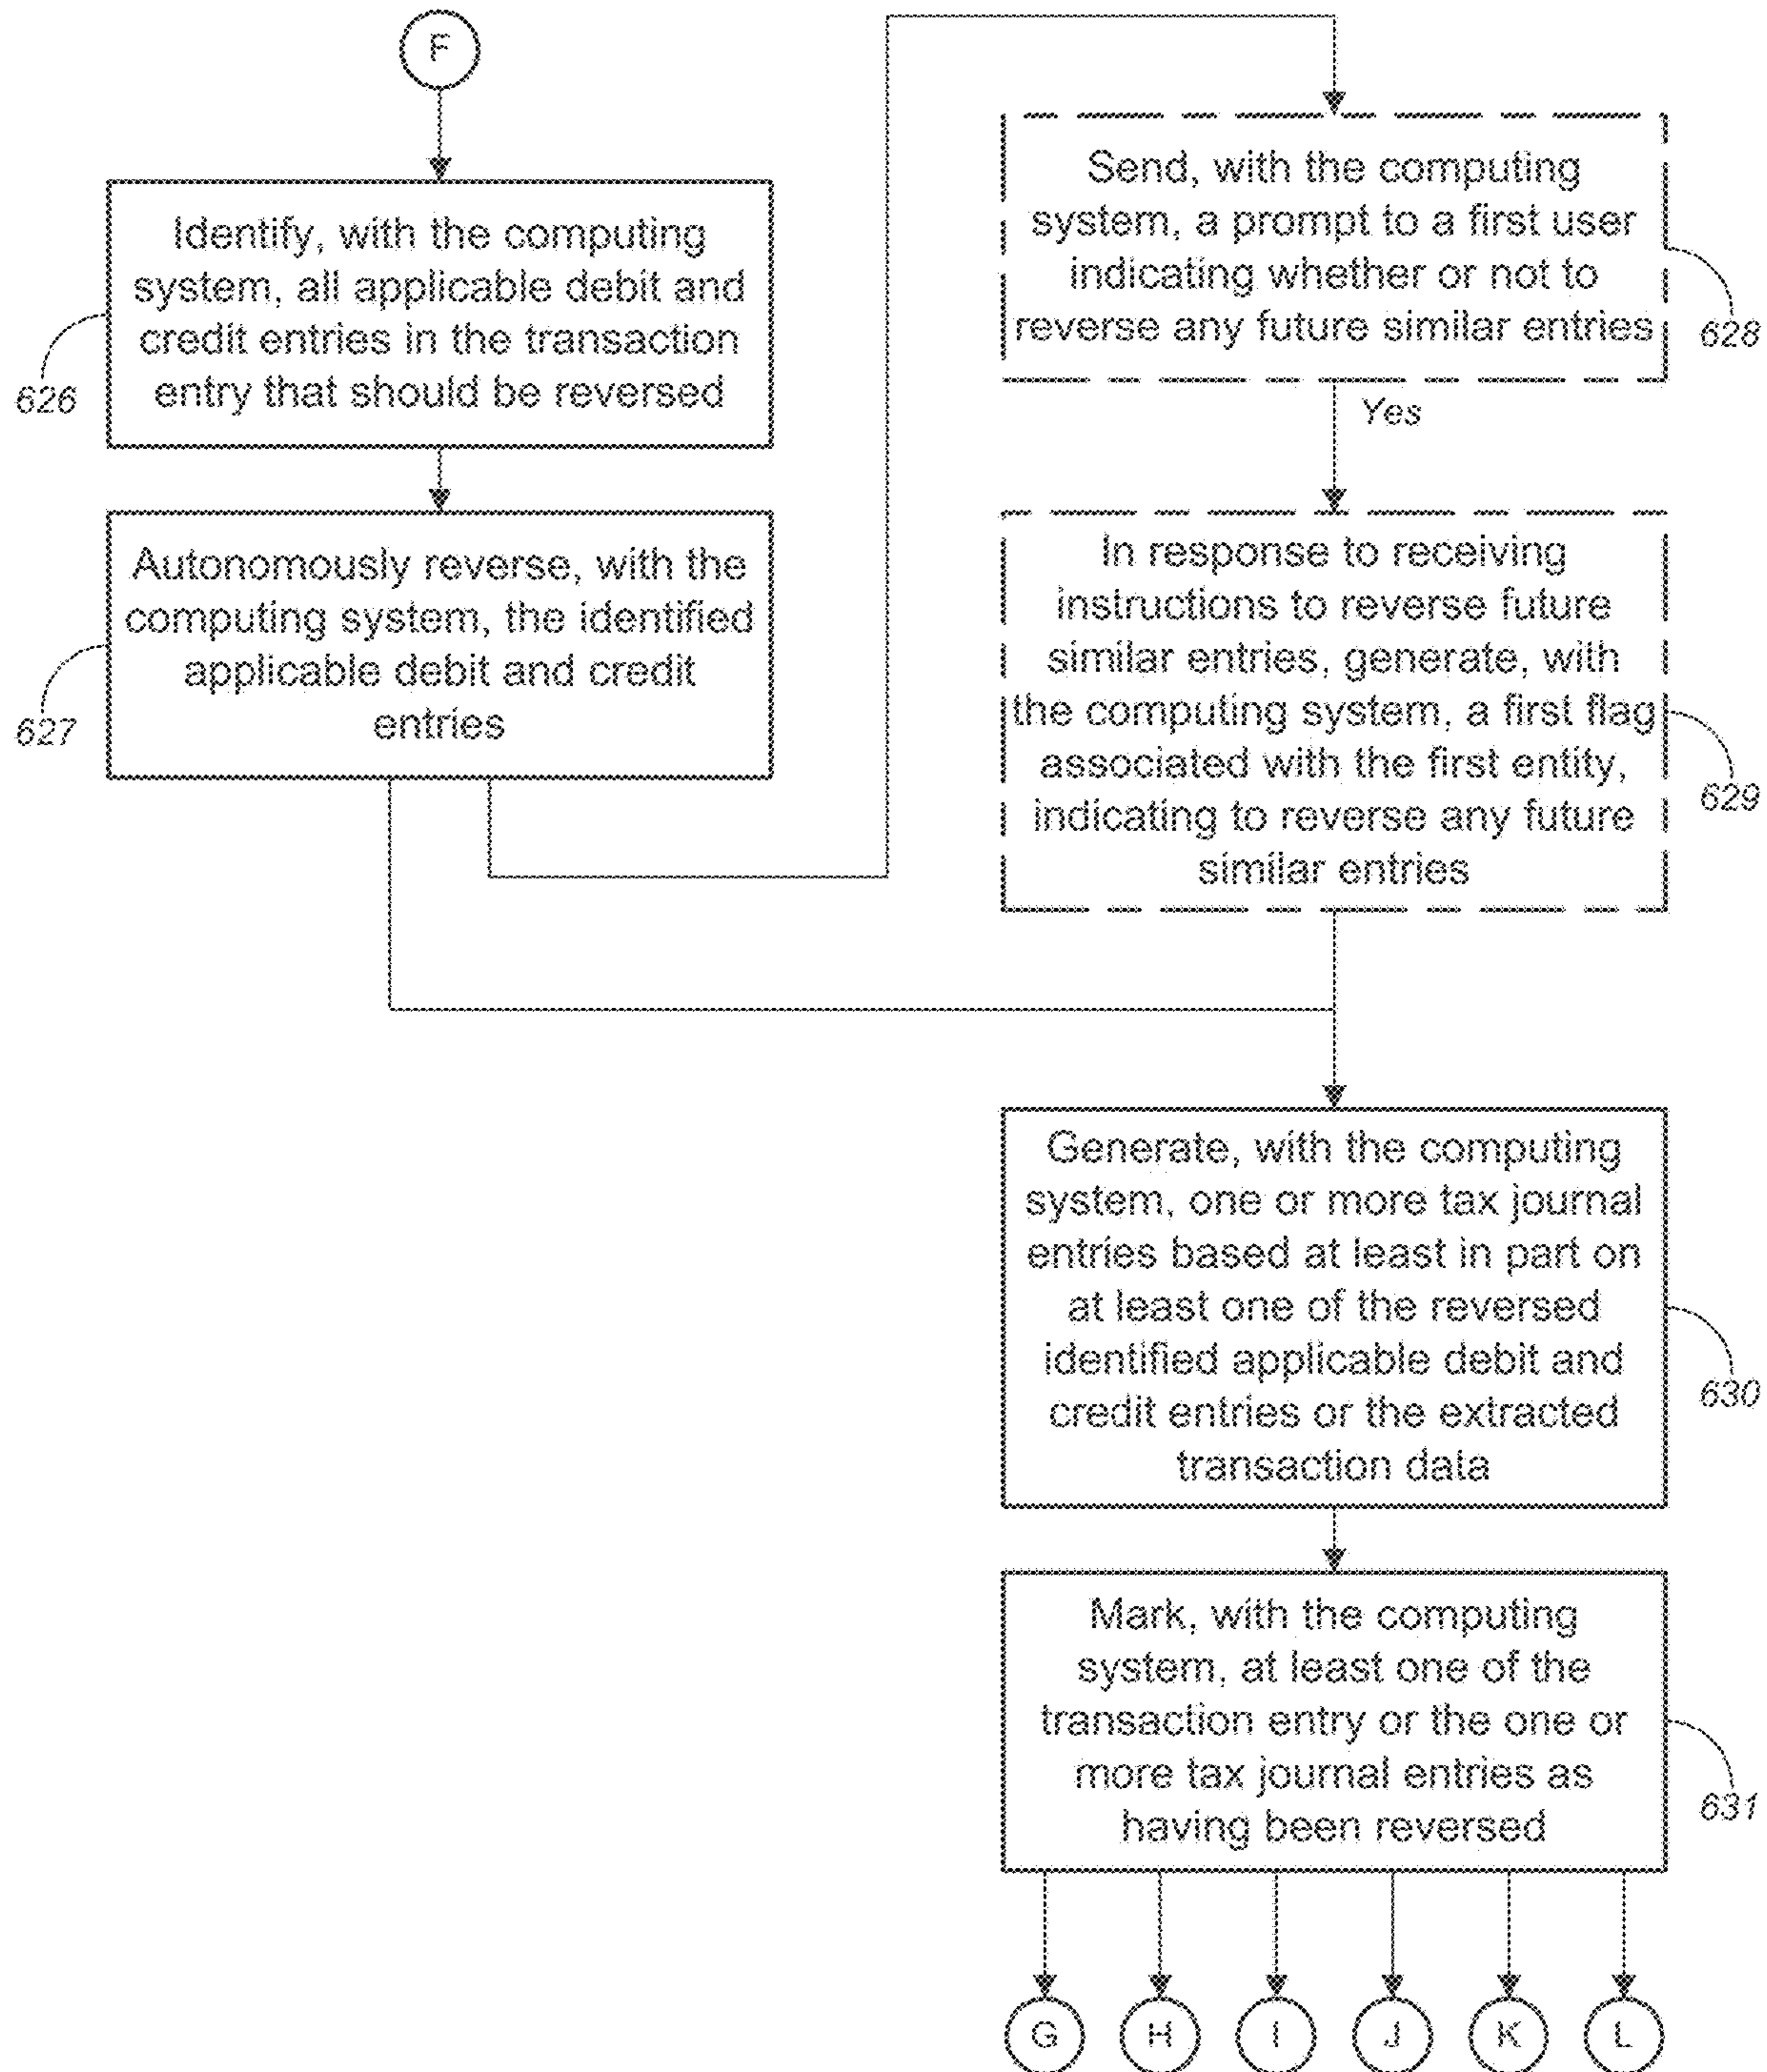 F
Identify, with the computing
system, all applicable debit and
credit entries in the transaction
entry that should be reversed
626
Autonomously reverse, with the
computing system, the identified
applicable debit and credit
entries
627
Send, with the computing
system, a prompt to a first user
indicating whether or not to
reverse any future similar entries
628
Yes
In response to receiving
instructions to reverse future
similar entries, generate, with
the computing system, a first flag
associated with the first entity,
indicating to reverse any future
similar entries
629
Generate, with the computing
system, one or more tax journal
entries based at least in part on
at least one of the reversed
identified applicable debit and
credit entries or the extracted
transaction data
630
Mark, with the computing
system, at least one of the
transaction entry or the one or
more tax journal entries as
having been reversed
631
G H I J K L